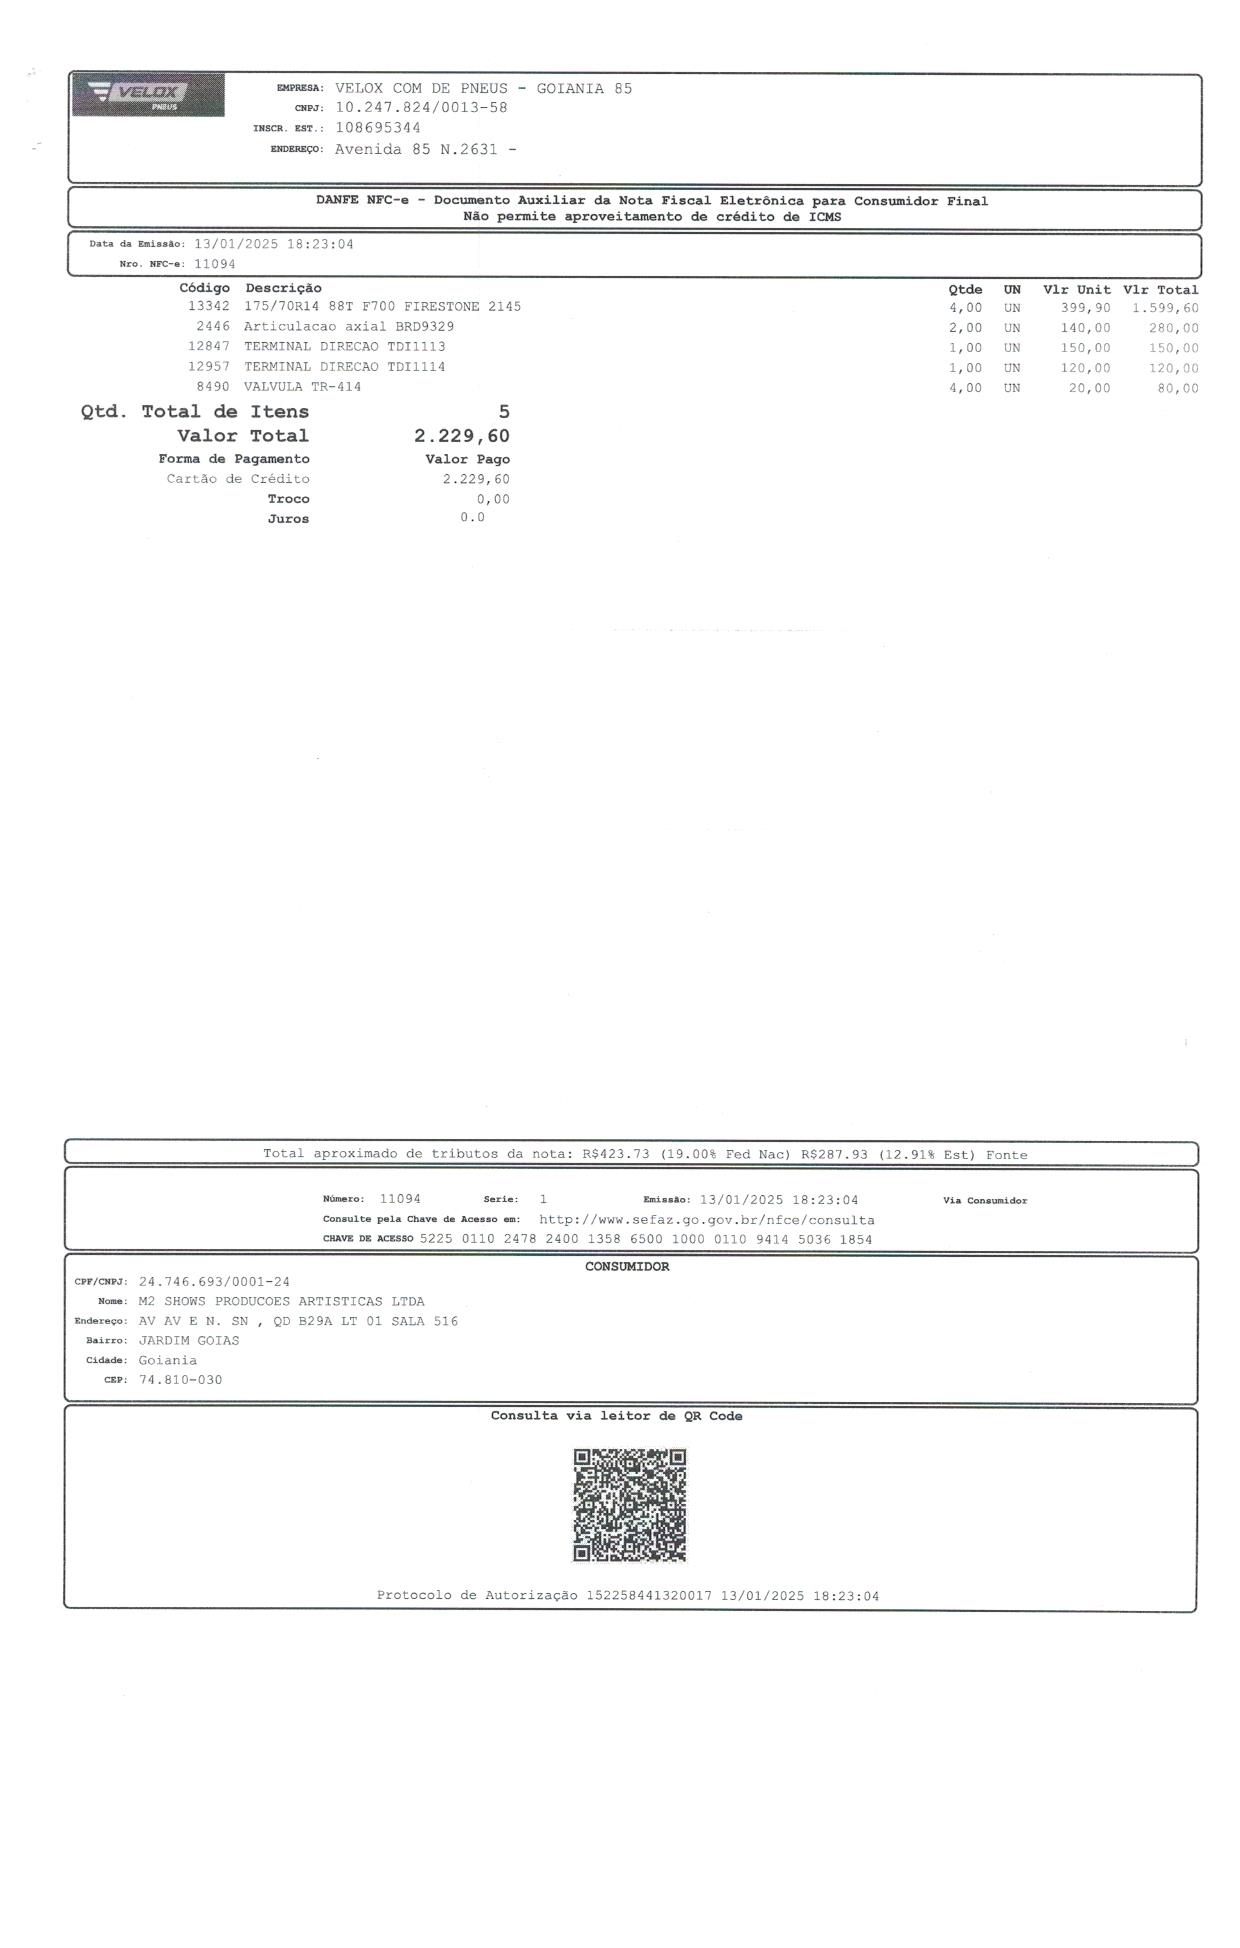 VELOX
PNEUS
EMPRESA: VELOX COM DE PNEUS - GOIANIA 85
CNPJ: 10.247.824/0013-58
INSCR. EST.: 108695344
ENDEREÇO: Avenida 85 N.2631 -
DANFE NFC-e - Documento Auxiliar da Nota Fiscal Eletrônica para Consumidor Final
Não permite aproveitamento de crédito de ICMS
Data da Emissão: 13/01/2025 18:23:04
Nro. NFC-e: 11094
Código Descrição Qtde UN Vlr Unit Vlr Total
13342 175/70R14 88T F700 FIRESTONE 2145 4,00 UN 399,90 1.599,60
2446 Articulacao axial BRD9329 2,00 UN 140,00 280,00
12847 TERMINAL DIRECAO TDI1113 1,00 UN 150,00 150,00
12957 TERMINAL DIRECAO TDI1114 1,00 UN 120,00 120,00
8490 VALVULA TR-414 4,00 UN 20,00 80,00
Qtd. Total de Itens 5
Valor Total 2.229,60
Forma de Pagamento Valor Pago
Cartão de Crédito 2.229,60
Troco 0,00
Juros 0.0
Total aproximado de tributos da nota: R$423.73 (19.00% Fed Nac) R$287.93 (12.91% Est) Fonte
Número: 11094 Serie: 1 Emissão: 13/01/2025 18:23:04 Via Consumidor
Consulte pela Chave de Acesso em: http://www.sefaz.go.gov.br/nfce/consulta
CHAVE DE ACESSO 5225 0110 2478 2400 1358 6500 1000 0110 9414 5036 1854
CONSUMIDOR
CPF/CNPJ: 24.746.693/0001-24
Nome: M2 SHOWS PRODUCOES ARTISTICAS LTDA
Endereço: AV AV E N. SN , QD B29A LT 01 SALA 516
Bairro: JARDIM GOIAS
Cidade: Goiania
CEP: 74.810-030
Consulta via leitor de QR Code
Protocolo de Autorização 152258441320017 13/01/2025 18:23:04